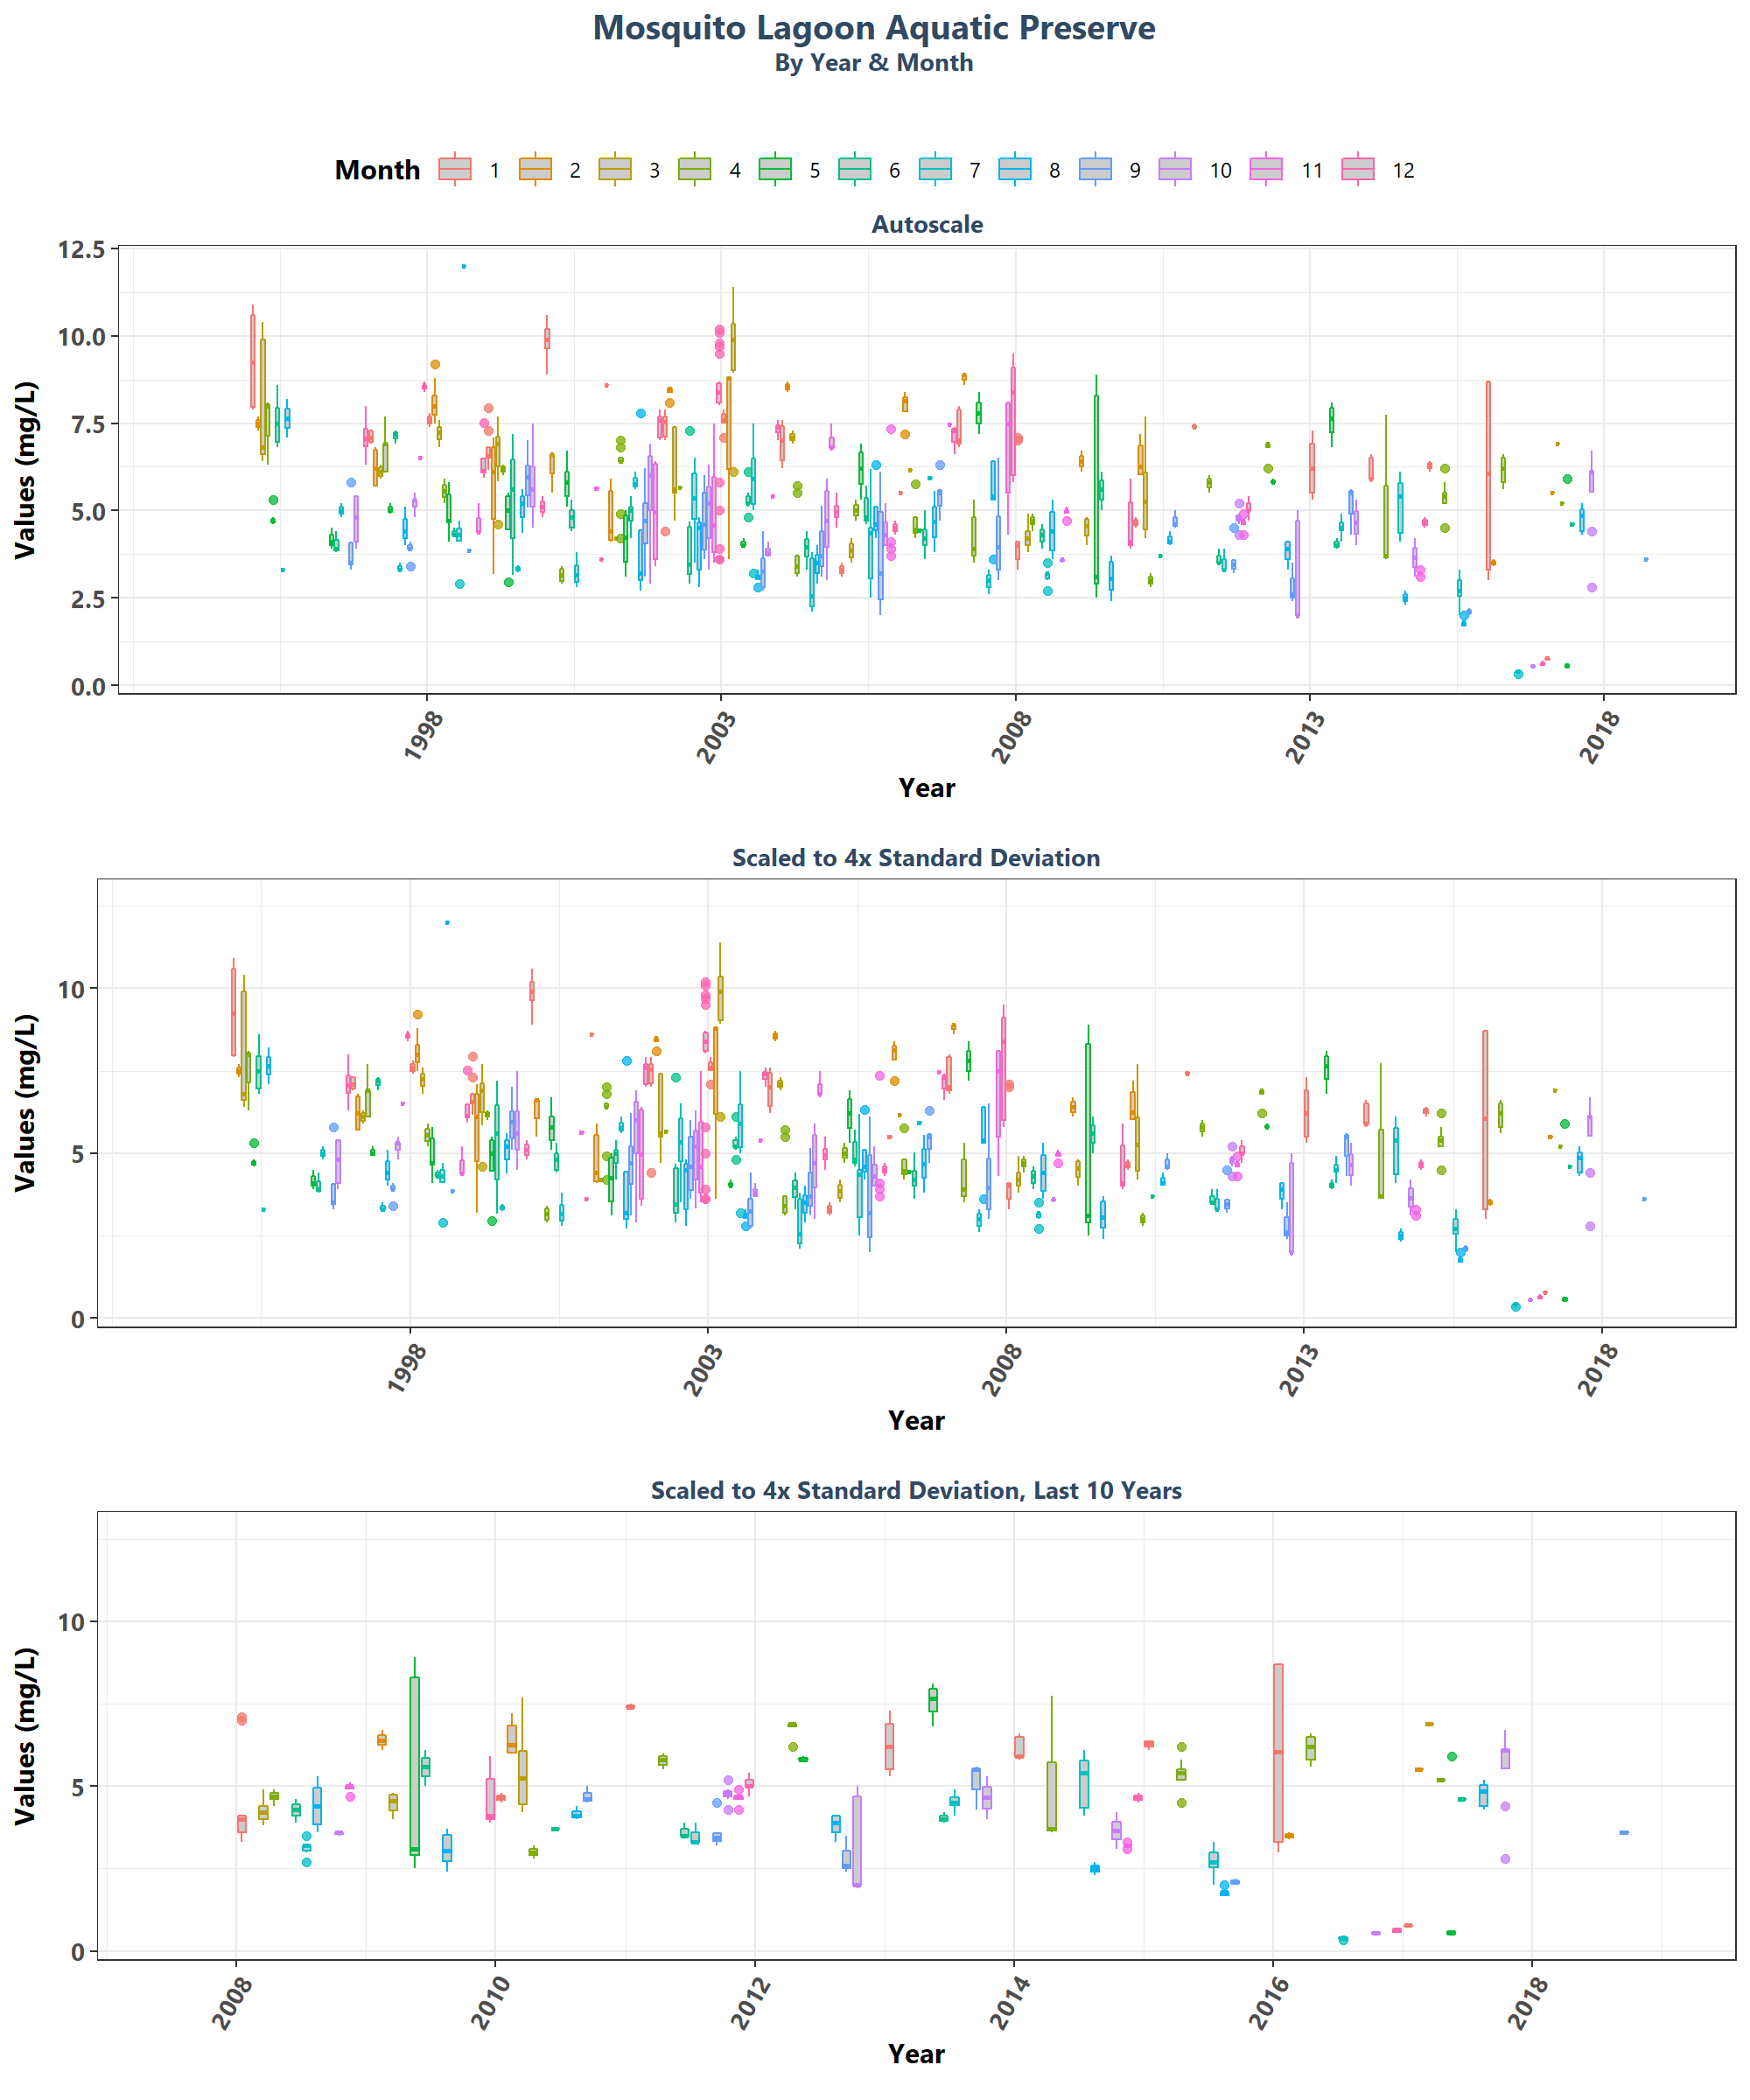 Mosquito Lagoon Aquatic Preserve
By Year & Month
Month 1 2 3 4 5 6 7 8 9 10 11 12
Autoscale
Values (mg/L)
12.5
10.0
7.5
5.0
2.5
0.0
1998 2003 2008 2013 2018
Year
Scaled to 4x Standard Deviation
Values (mg/L)
10
5
0
1998 2003 2008 2013 2018
Year
Scaled to 4x Standard Deviation, Last 10 Years
Values (mg/L)
10
5
0
2008 2010 2012 2014 2016 2018
Year